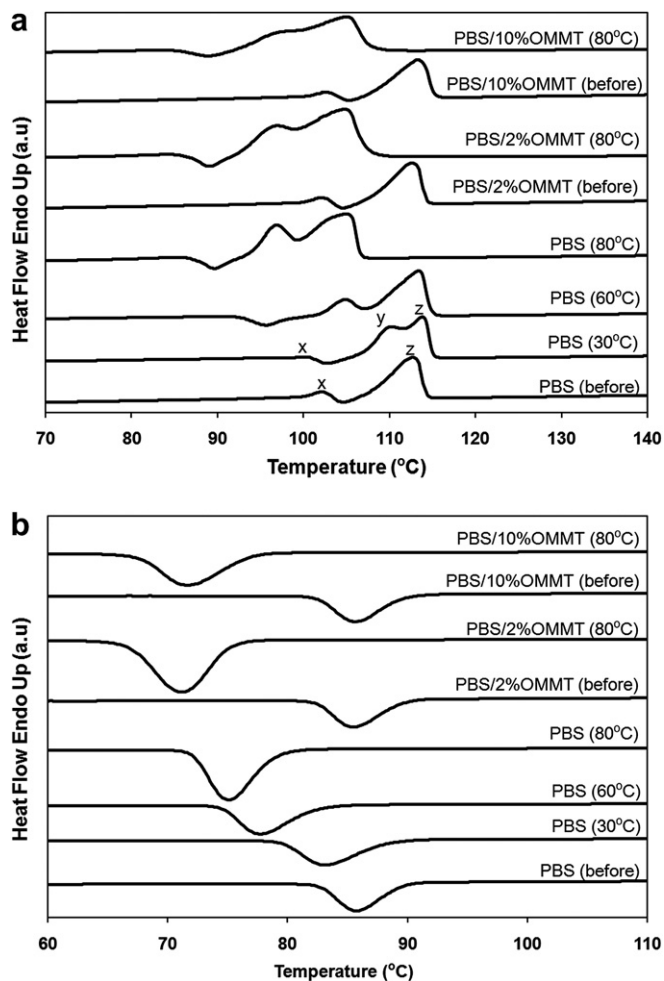 a
Heat Flow Endo Up (a.u)
PBS/10%OMMT (80°C)
PBS/10%OMMT (before)
PBS/2%OMMT (80°C)
PBS/2%OMMT (before)
PBS (80°C)
PBS (60°C)
y z
x PBS (30°C)
x z
PBS (before)
70 80 90 100 110 120 130 140
Temperature (°C)
b
Heat Flow Endo Up (a.u)
PBS/10%OMMT (80°C)
PBS/10%OMMT (before)
PBS/2%OMMT (80°C)
PBS/2%OMMT (before)
PBS (80°C)
PBS (60°C)
PBS (30°C)
PBS (before)
60 70 80 90 100 110
Temperature (°C)